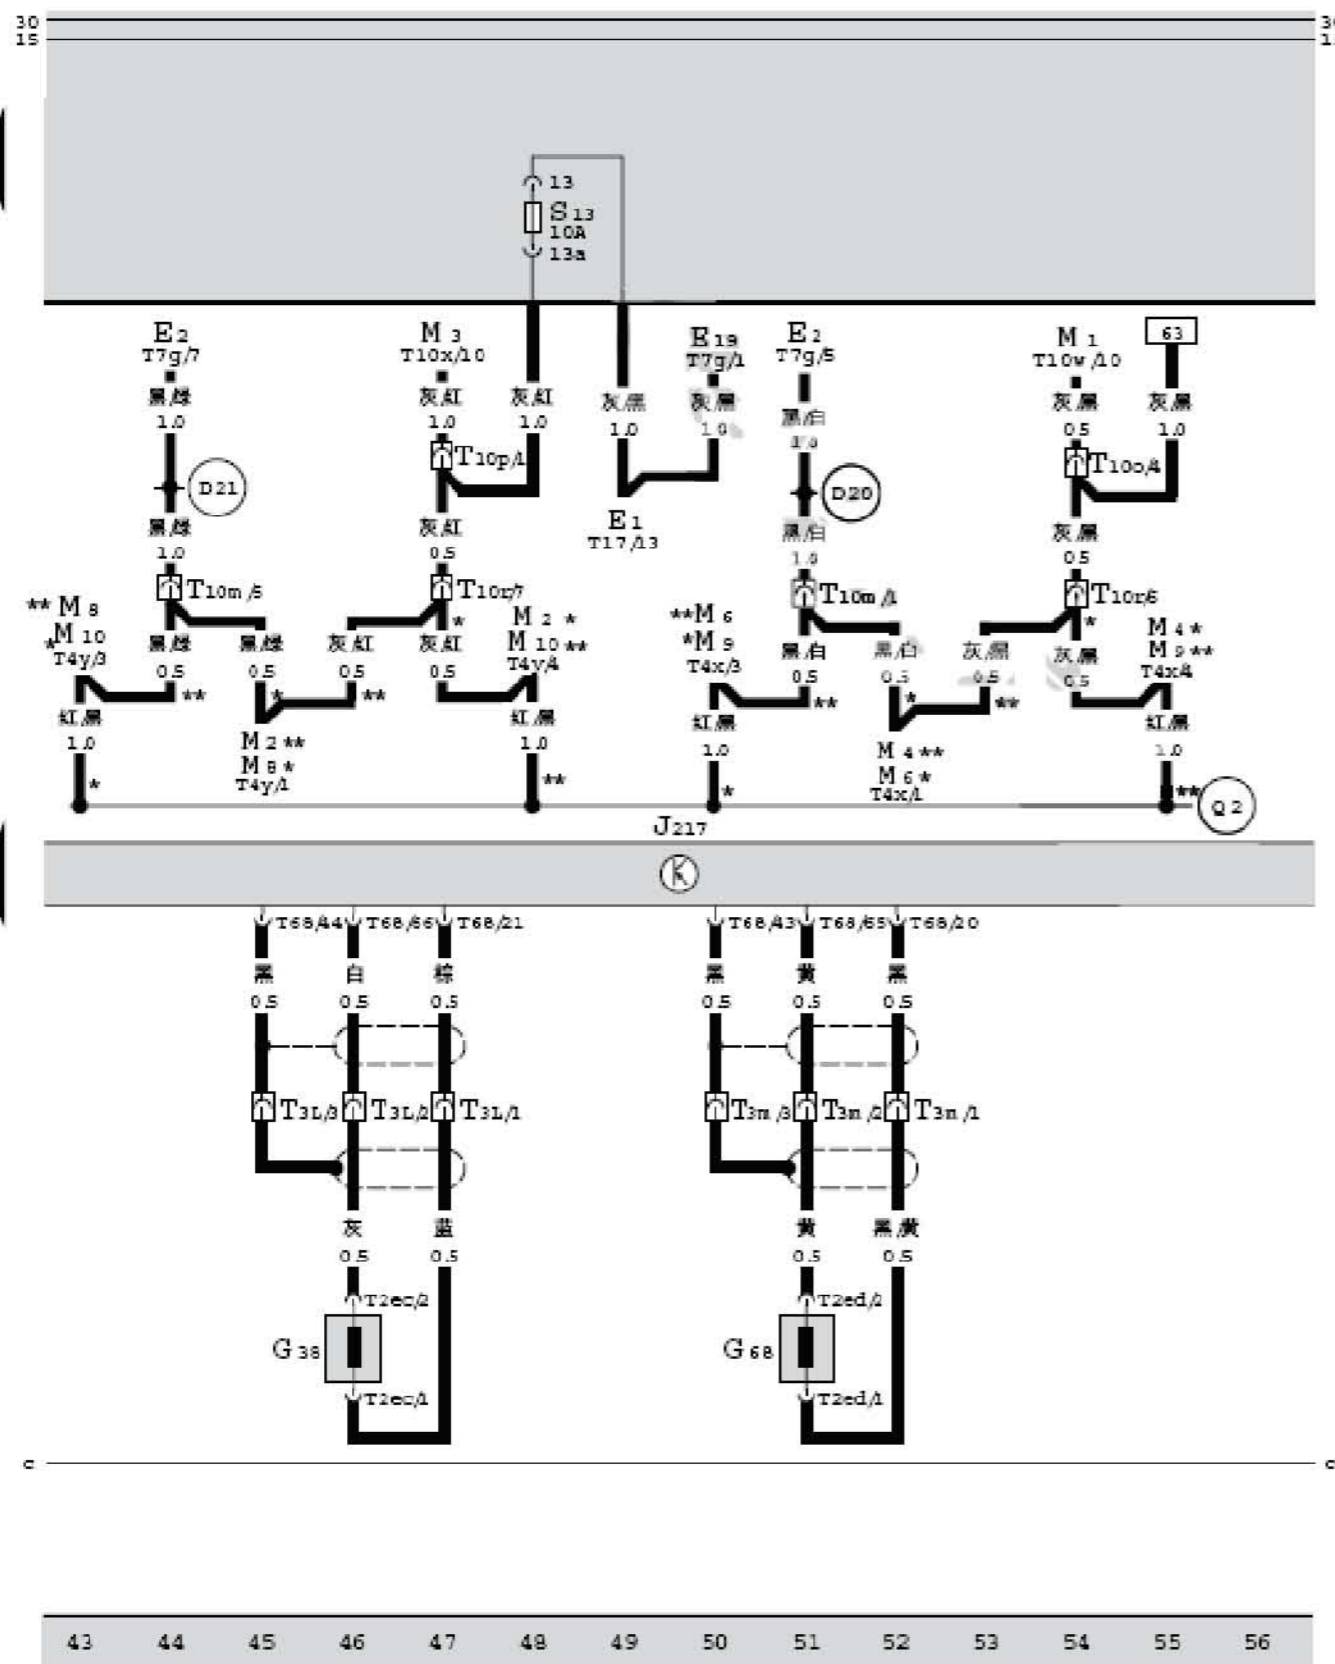 30 30
15 1
13
S13
10A
13a
E2 M3 E19 E2 M1 63
T7g/7 T10x/10 T7g/1 T7g/5 T10w/10
黑/绿 灰/红 灰/红 灰/黑 灰/黑 黑/白 灰/黑 灰/黑
1.0 1.0 1.0 1.0 1.0 1.0 0.5 1.0
T10p/1 T10o/4
D21 D20
黑/绿 灰/红 E1 黑/白 灰/黑
1.0 0.5 T17/13 1.0 0.5
T10m/5 T10r/7 T10m/1 T10r/6
**M8 M2* **M6 M4*
*M10 M10** *M9 M9**
T4y/3 T4y/4 T4x/3 T4x/4
* *
黑/绿 黑/绿 灰/红 灰/红 黑/白 黑/白 灰/黑 灰/黑
0.5 0.5 0.5 0.5 0.5 0.5 0.5 0.5
** * ** ** * **
红/黑 红/黑 红/黑 红/黑
1.0 1.0 1.0 1.0
M2** M4**
M8* M6*
T4y/1 T4x/1
* ** * **
Q2
J217
K
T68/44 T68/66 T68/21 T68/43 T68/65 T68/20
黑 白 棕 黑 黄 黑
0.5 0.5 0.5 0.5 0.5 0.5
T3L/3 T3L/2 T3L/1 T3m/3 T3m/2 T3m/1
灰 蓝 黄 黑/黄
0.5 0.5 0.5 0.5
T2ec/2 T2ed/2
G38 G68
T2ec/1 T2ed/1
c c
43 44 45 46 47 48 49 50 51 52 53 54 55 56